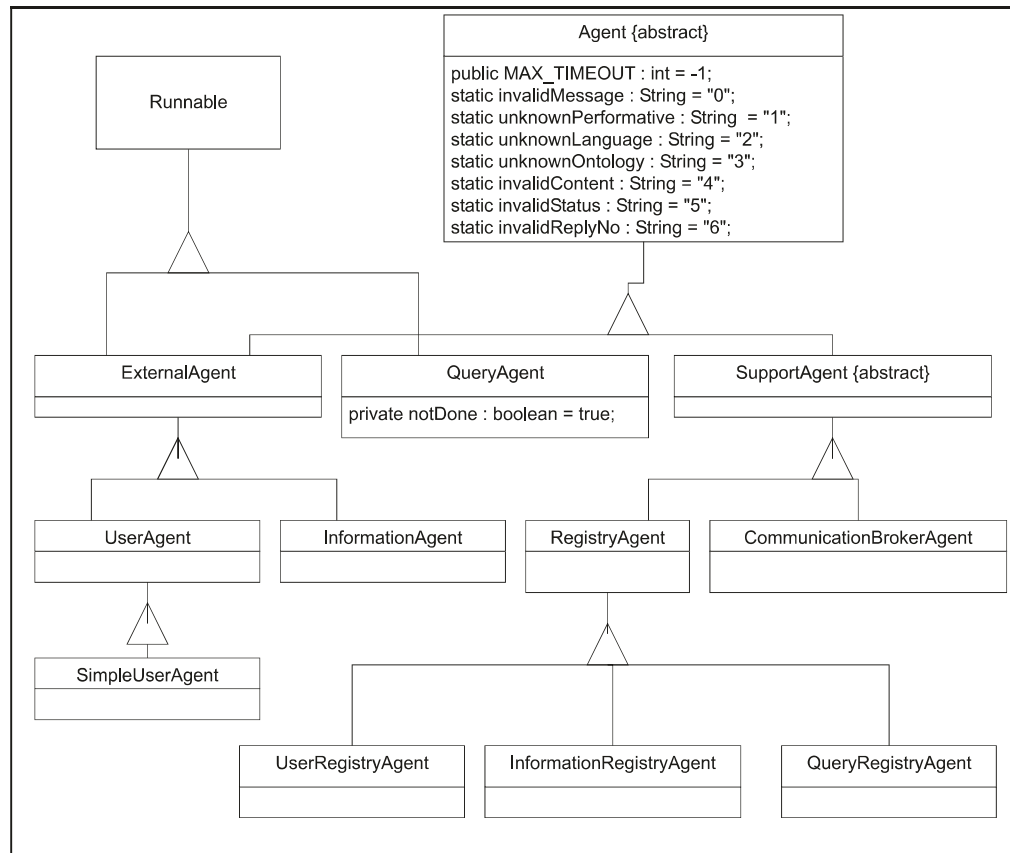 Agent {abstract}
public MAX_TIMEOUT : int = -1;
static invalidMessage : String = "0";
static unknownPerformative : String = "1";
static unknownLanguage : String = "2";
static unknownOntology : String = "3";
static invalidContent : String = "4";
static invalidStatus : String = "5";
static invalidReplyNo : String = "6";
Runnable
ExternalAgent
QueryAgent
private notDone : boolean = true;
SupportAgent {abstract}
UserAgent
InformationAgent
RegistryAgent
CommunicationBrokerAgent
SimpleUserAgent
UserRegistryAgent
InformationRegistryAgent
QueryRegistryAgent